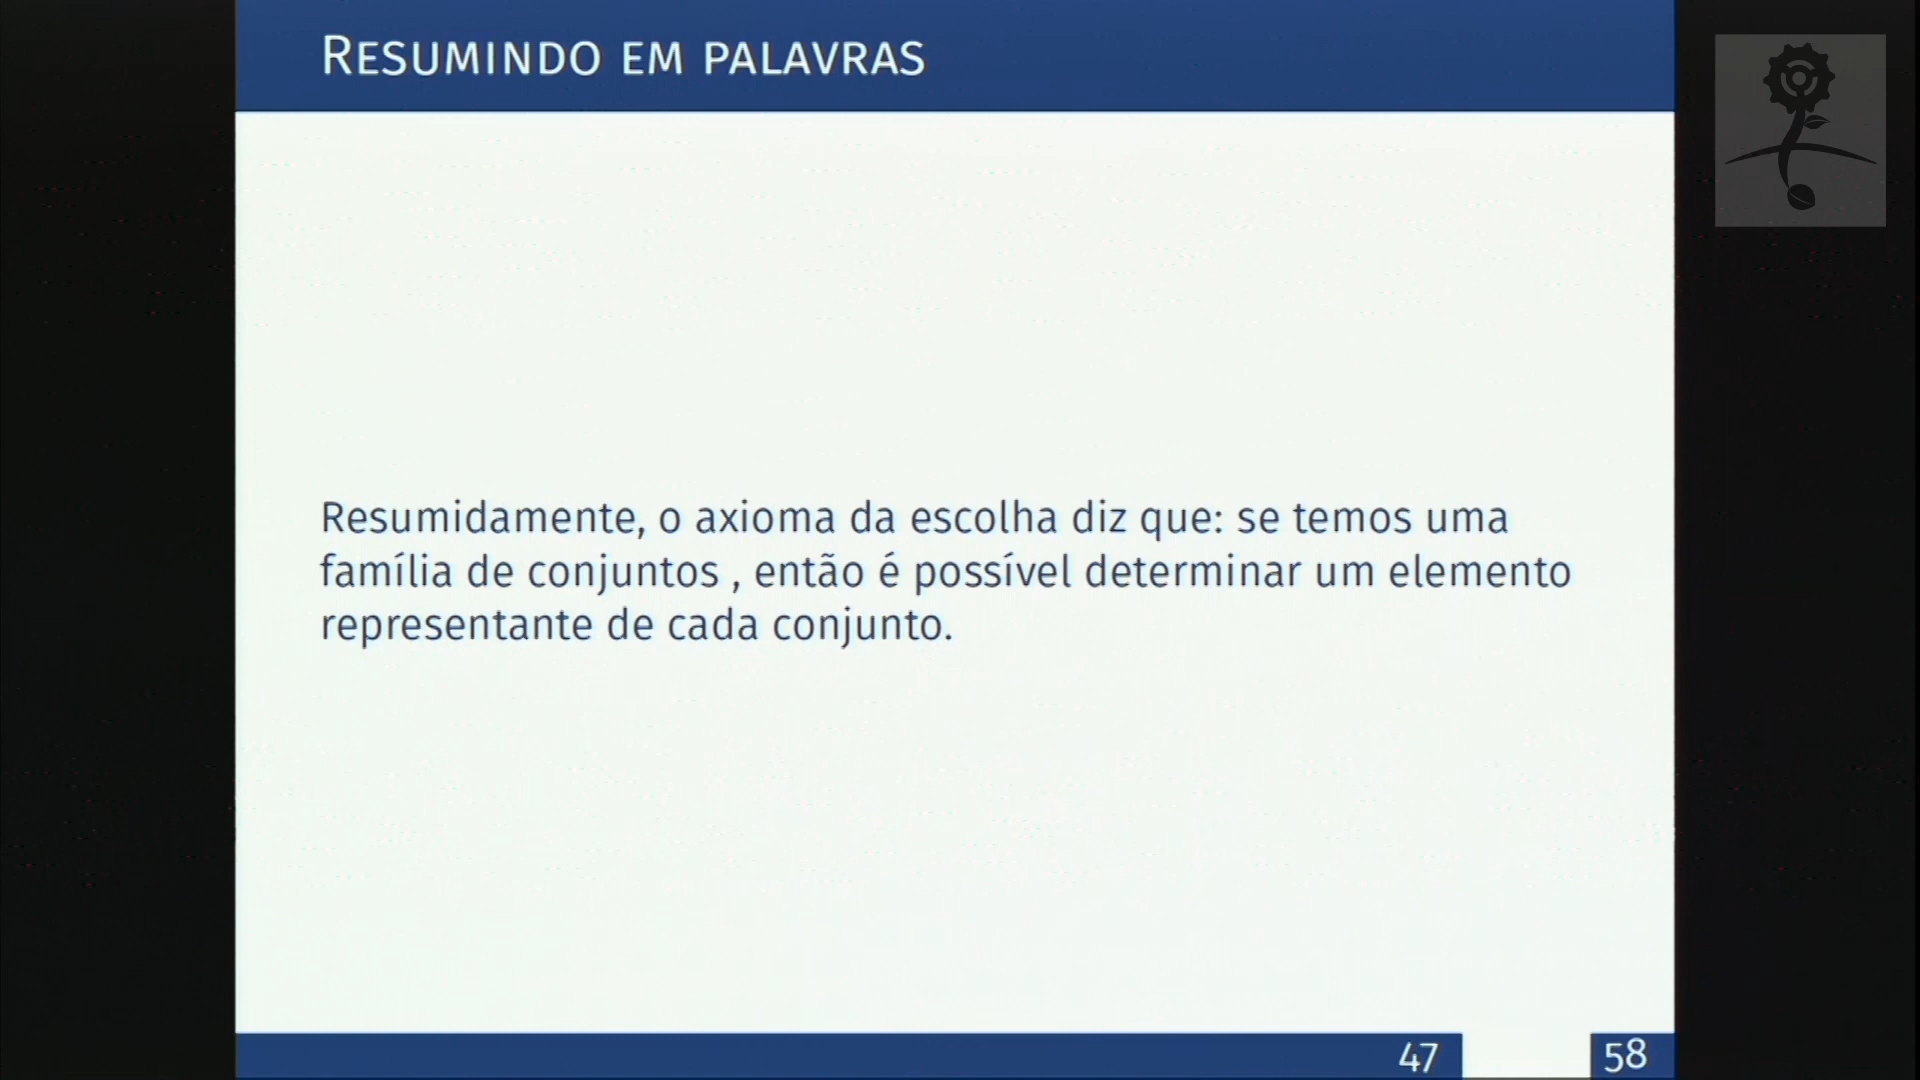 Resumindo em palavras
Resumidamente, o axioma da escolha diz que: se temos uma
família de conjuntos , então é possível determinar um elemento
representante de cada conjunto.
47
58